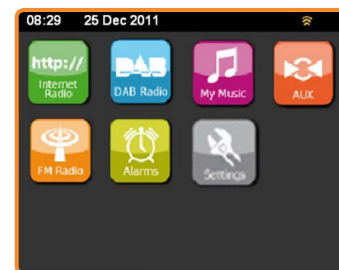 08:29 25 Dec 2011
http://
Internet Radio
DAB
DAB Radio
My Music
AUX
FM Radio
Alarms
Settings